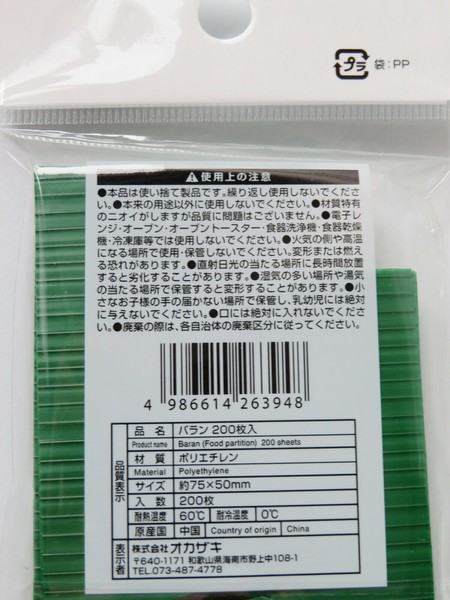 プラ 袋：PP
⚠使用上の注意
●本品は使い捨て製品です。繰り返し使用しないでくださ
い。●本来の用途以外に使用しないでください。●材質特有
のニオイがしますが品質に問題はございません。●電子レ
ンジ・オーブン・オーブントースター・食器洗浄機・食器乾燥
機・冷凍庫等では使用しないでください。●火気の側や高温
になる場所で使用・保管しないでください。変形または燃え
る恐れがあります。●直射日光の当たる場所に長時間放置
すると劣化することがあります。●湿気の多い場所や湯気
の当たる場所で保管すると変形することがあります。●小
さなお子様の手の届かない場所で保管し、乳幼児には絶対
に与えないでください。●口には絶対に入れないでくださ
い。●廃棄の際は、各自治体の廃棄区分に従ってください。
4 986614 263948
品質表示
品名 バラン 200枚入
Product name Baran (Food partition) 200 sheets
材質 ポリエチレン
Material Polyethylene
サイズ 約75×50mm
入数 200枚
耐熱温度 60℃ 耐冷温度 0℃
原産国 中国 Country of origin China
表示者 株式会社オカザキ
〒640-1171 和歌山県海南市野上中108-1
TEL.073-487-4778